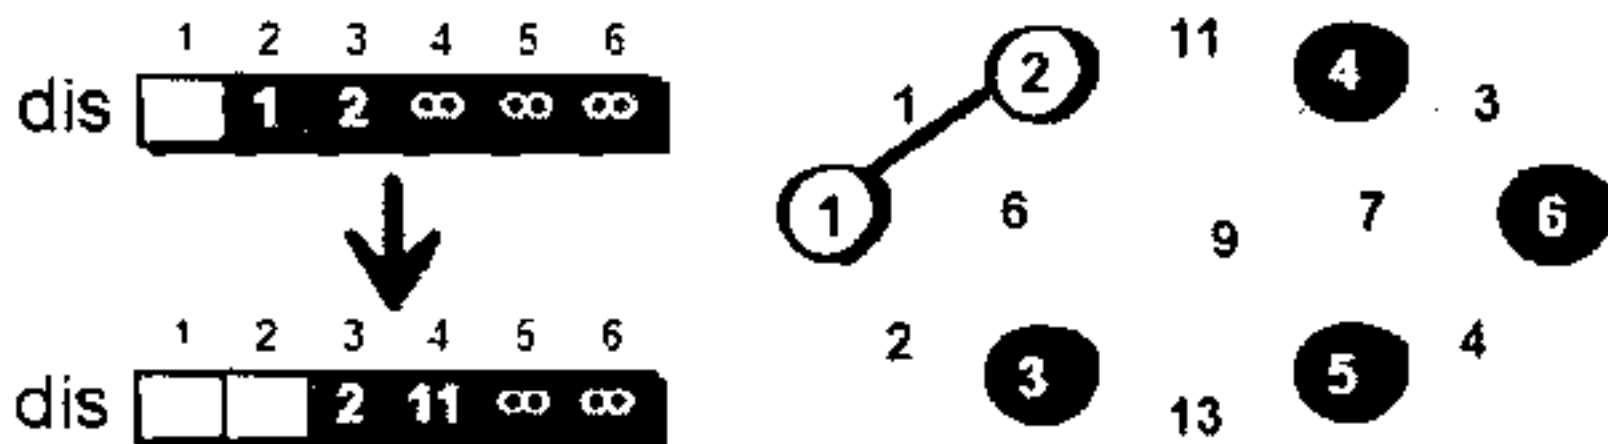 1 2 3 4 5 6
dis 1 2 ∞ ∞ ∞
1 2 3 4 5 6
dis 2 11 ∞ ∞
2 11 4
1 3
1 6 9 7 6
2 3 5 4
13